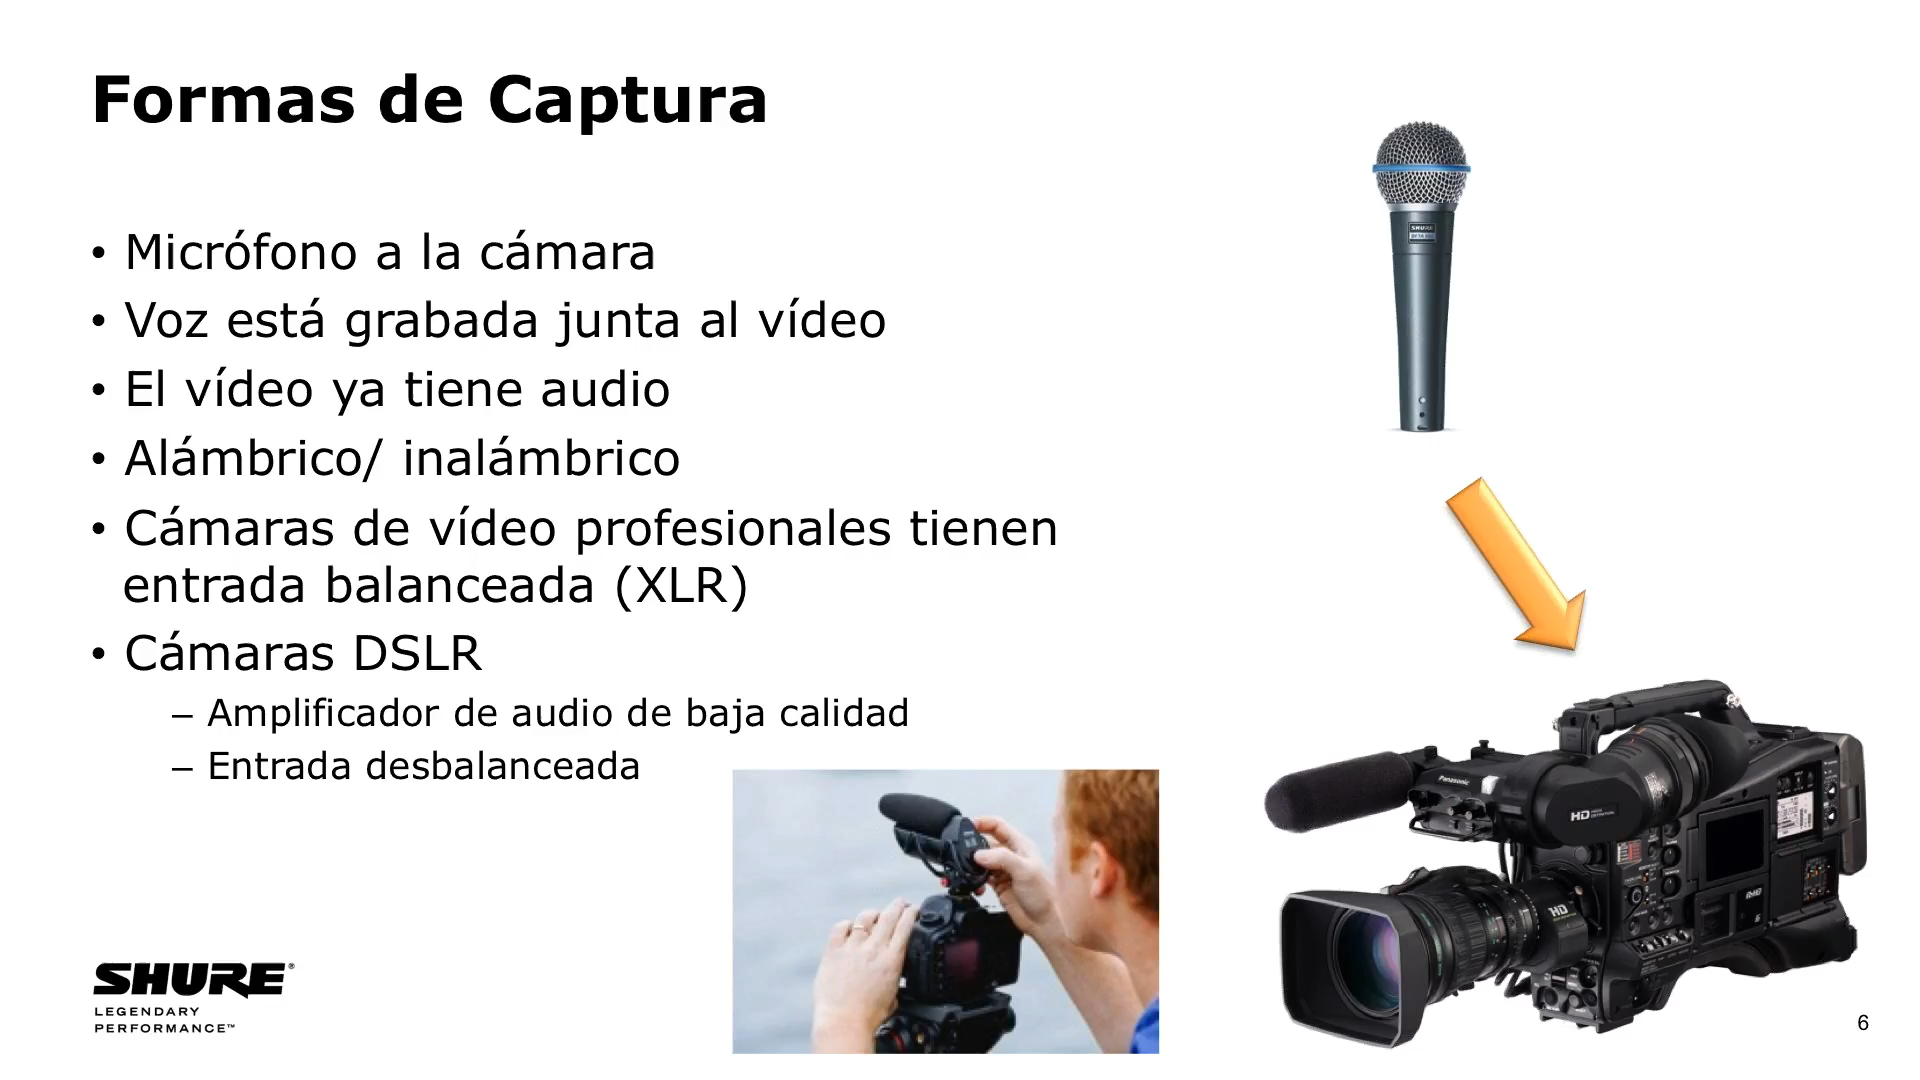 Formas de Captura
• Micrófono a la cámara
• Voz está grabada junta al vídeo
• El vídeo ya tiene audio
• Alámbrico/ inalámbrico
• Cámaras de vídeo profesionales tienen
entrada balanceada (XLR)
• Cámaras DSLR
– Amplificador de audio de baja calidad
– Entrada desbalanceada
SHURE
Panasonic
HD
HD
SHURE®
LEGENDARY
PERFORMANCE™
6